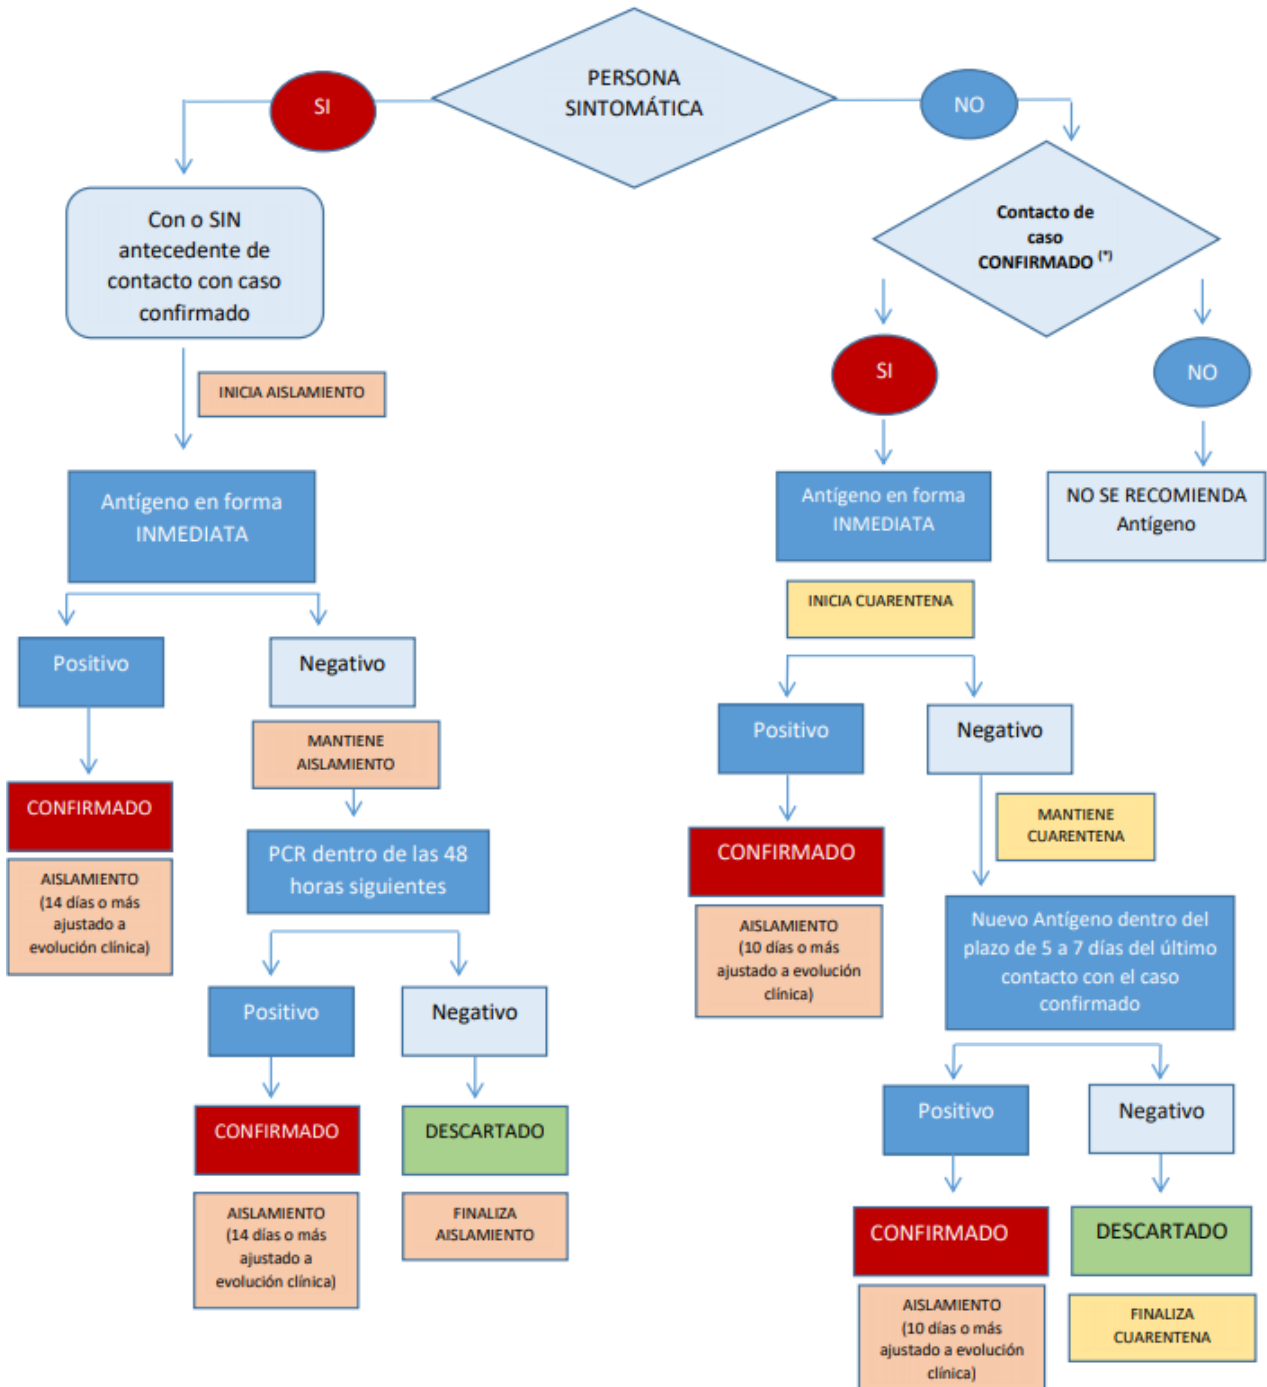 PERSONA
SINTOMÁTICA
SI
NO
Con o SIN
antecedente de
contacto con caso
confirmado
Contacto de
caso
CONFIRMADO (*)
INICIA AISLAMIENTO
SI
NO
Antígeno en forma
INMEDIATA
Antígeno en forma
INMEDIATA
NO SE RECOMIENDA
Antígeno
INICIA CUARENTENA
Positivo
Negativo
MANTIENE
AISLAMIENTO
Positivo
Negativo
CONFIRMADO
AISLAMIENTO
(14 días o más
ajustado a
evolución clínica)
PCR dentro de las 48
horas siguientes
MANTIENE
CUARENTENA
CONFIRMADO
AISLAMIENTO
(10 días o más
ajustado a evolución
clínica)
Nuevo Antígeno dentro del
plazo de 5 a 7 días del último
contacto con el caso
confirmado
Positivo
Negativo
CONFIRMADO
DESCARTADO
AISLAMIENTO
(14 días o más
ajustado a
evolución clínica)
FINALIZA
AISLAMIENTO
Positivo
Negativo
CONFIRMADO
DESCARTADO
AISLAMIENTO
(10 días o más
ajustado a evolución
clínica)
FINALIZA
CUARENTENA